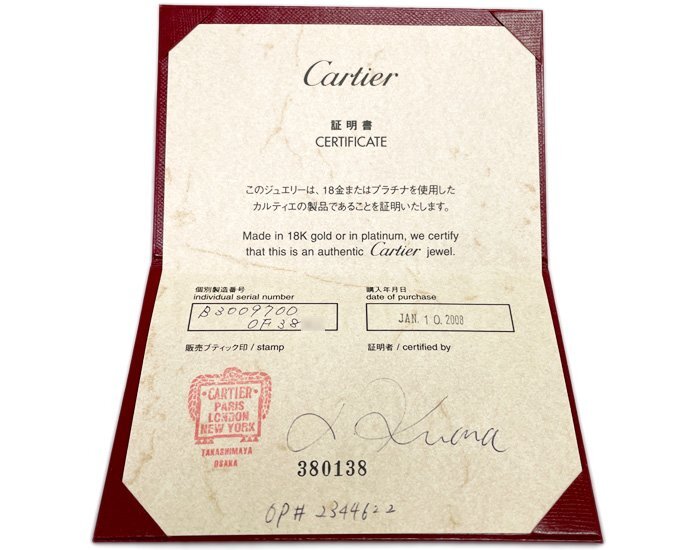 Cartier
証明書
CERTIFICATE
このジュエリーは、18金またはプラチナを使用した
カルティエの製品であることを証明いたします。
Made in 18K gold or in platinum, we certify
that this is an authentic Cartier jewel.
個別製造番号
individual serial number
B3009700
OF38
購入年月日
date of purchase
JAN. 10. 2008
販売ブティック印 / stamp
証明者 / certified by
CARTIER
PARIS
LONDON
NEW YORK
TAKASHIMAYA
OSAKA
380138
OP# 2344622